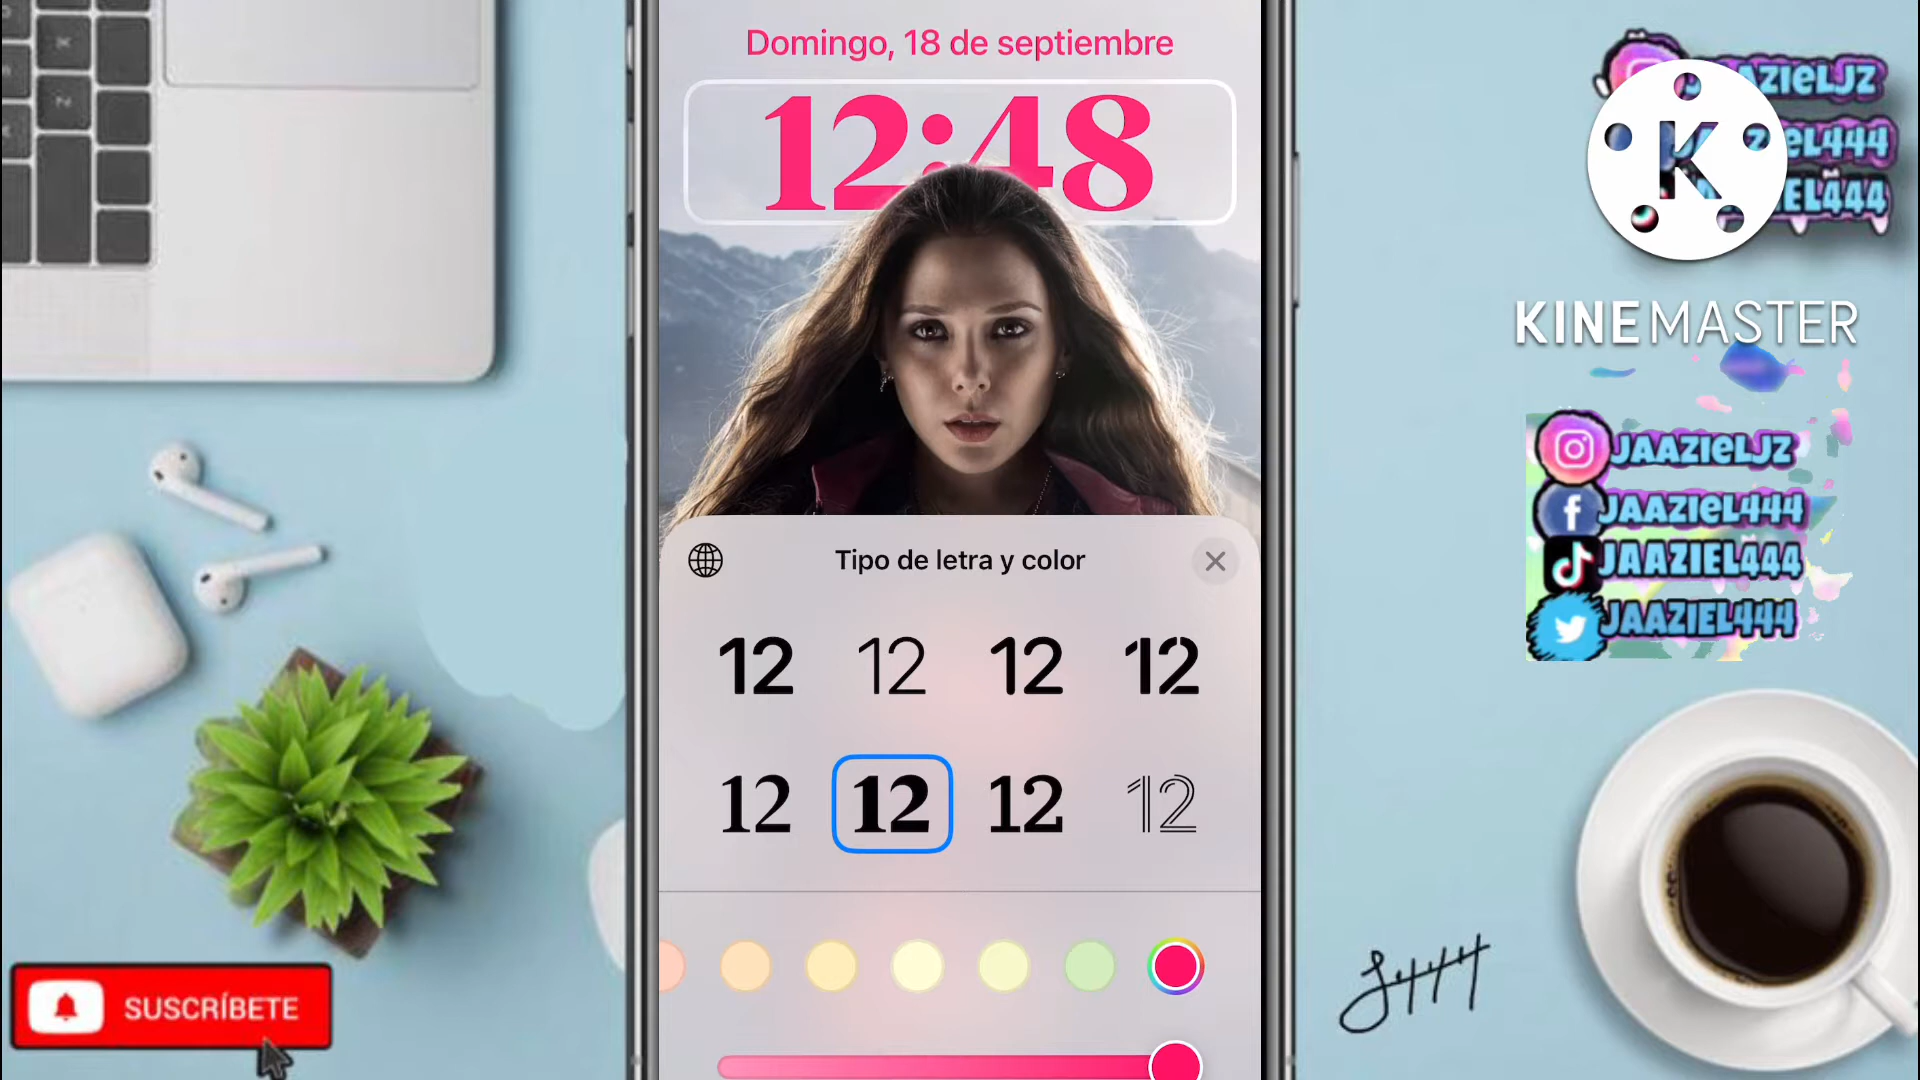 Domingo, 18 de septiembre
12:48
Tipo de letra y color
12 12 12 12
12 12 12 12
SUSCRÍBETE
K
KINEMASTER
JAAZIELJZ
JAAZIEL444
JAAZIEL444
JAAZIEL444